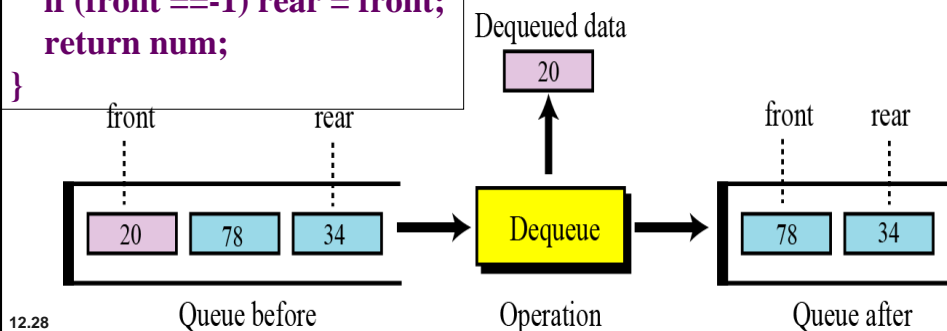 if (front ==-1) rear = front;
return num;
}
Dequeued data
20
front rear
20 78 34
Dequeue
front rear
78 34
Queue before
Operation
Queue after
12.28